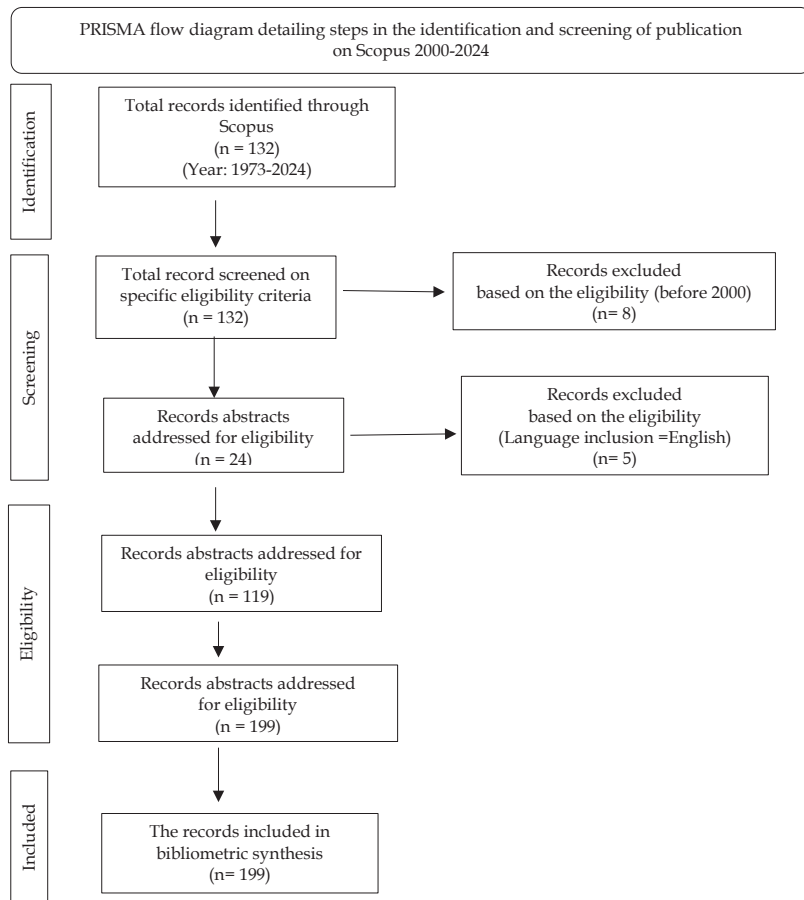 PRISMA flow diagram detailing steps in the identification and screening of publication
on Scopus 2000-2024
Identification
Total records identified through
Scopus
(n = 132)
(Year: 1973-2024)
Screening
Total record screened on
specific eligibility criteria
(n = 132)
Records excluded
based on the eligibility (before 2000)
(n= 8)
Records abstracts
addressed for eligibility
(n = 24)
Records excluded
based on the eligibility
(Language inclusion =English)
(n= 5)
Eligibility
Records abstracts addressed for
eligibility
(n = 119)
Records abstracts addressed
for eligibility
(n = 199)
Included
The records included in
bibliometric synthesis
(n= 199)